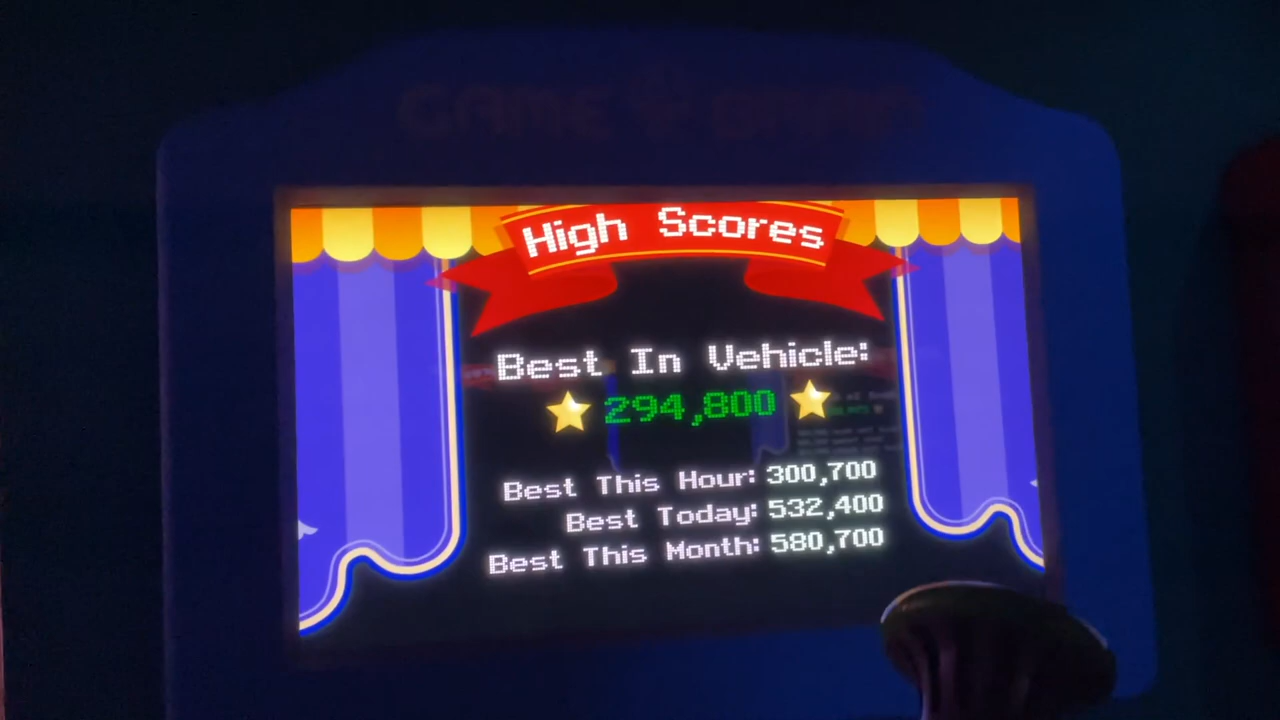 High Scores
Best In Vehicle:
294,800
Best This Hour: 300,700
Best Today: 532,400
Best This Month: 580,700